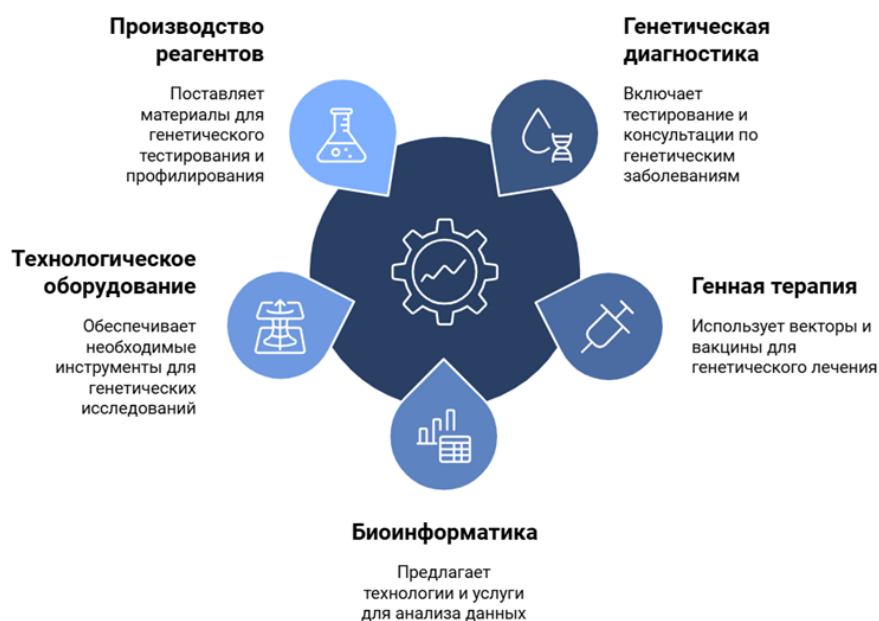 Производство
реагентов
Поставляет
материалы для
генетического
тестирования и
профилирования
Генетическая
диагностика
Включает
тестирование и
консультации по
генетическим
заболеваниям
Технологическое
оборудование
Обеспечивает
необходимые
инструменты для
генетических
исследований
Генная терапия
Использует векторы и
вакцины для
генетического лечения
Биоинформатика
Предлагает
технологии и услуги
для анализа данных